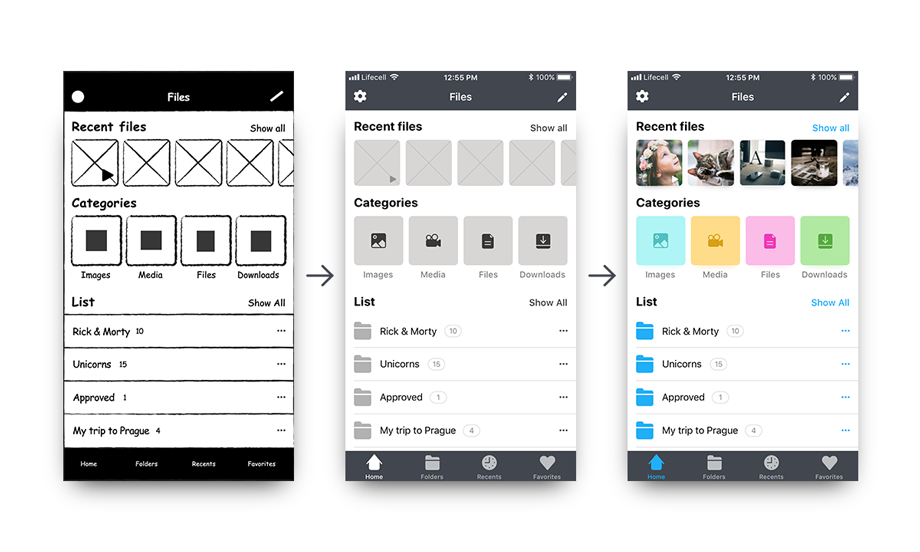 Files
Recent files Show all
Categories
Images Media Files Downloads
List Show All
Rick & Morty 10
Unicorns 15
Approved 1
My trip to Prague 4
Home Folders Recents Favorites
Lifecell 12:55 PM 100%
Files
Recent files Show all
Categories
Images Media Files Downloads
List Show All
Rick & Morty 10
Unicorns 15
Approved 1
My trip to Prague 4
Home Folders Recents Favorites
Lifecell 12:55 PM 100%
Files
Recent files Show all
A
Categories
Images Media Files Downloads
List Show All
Rick & Morty 10
Unicorns 15
Approved 1
My trip to Prague 4
Home Folders Recents Favorites